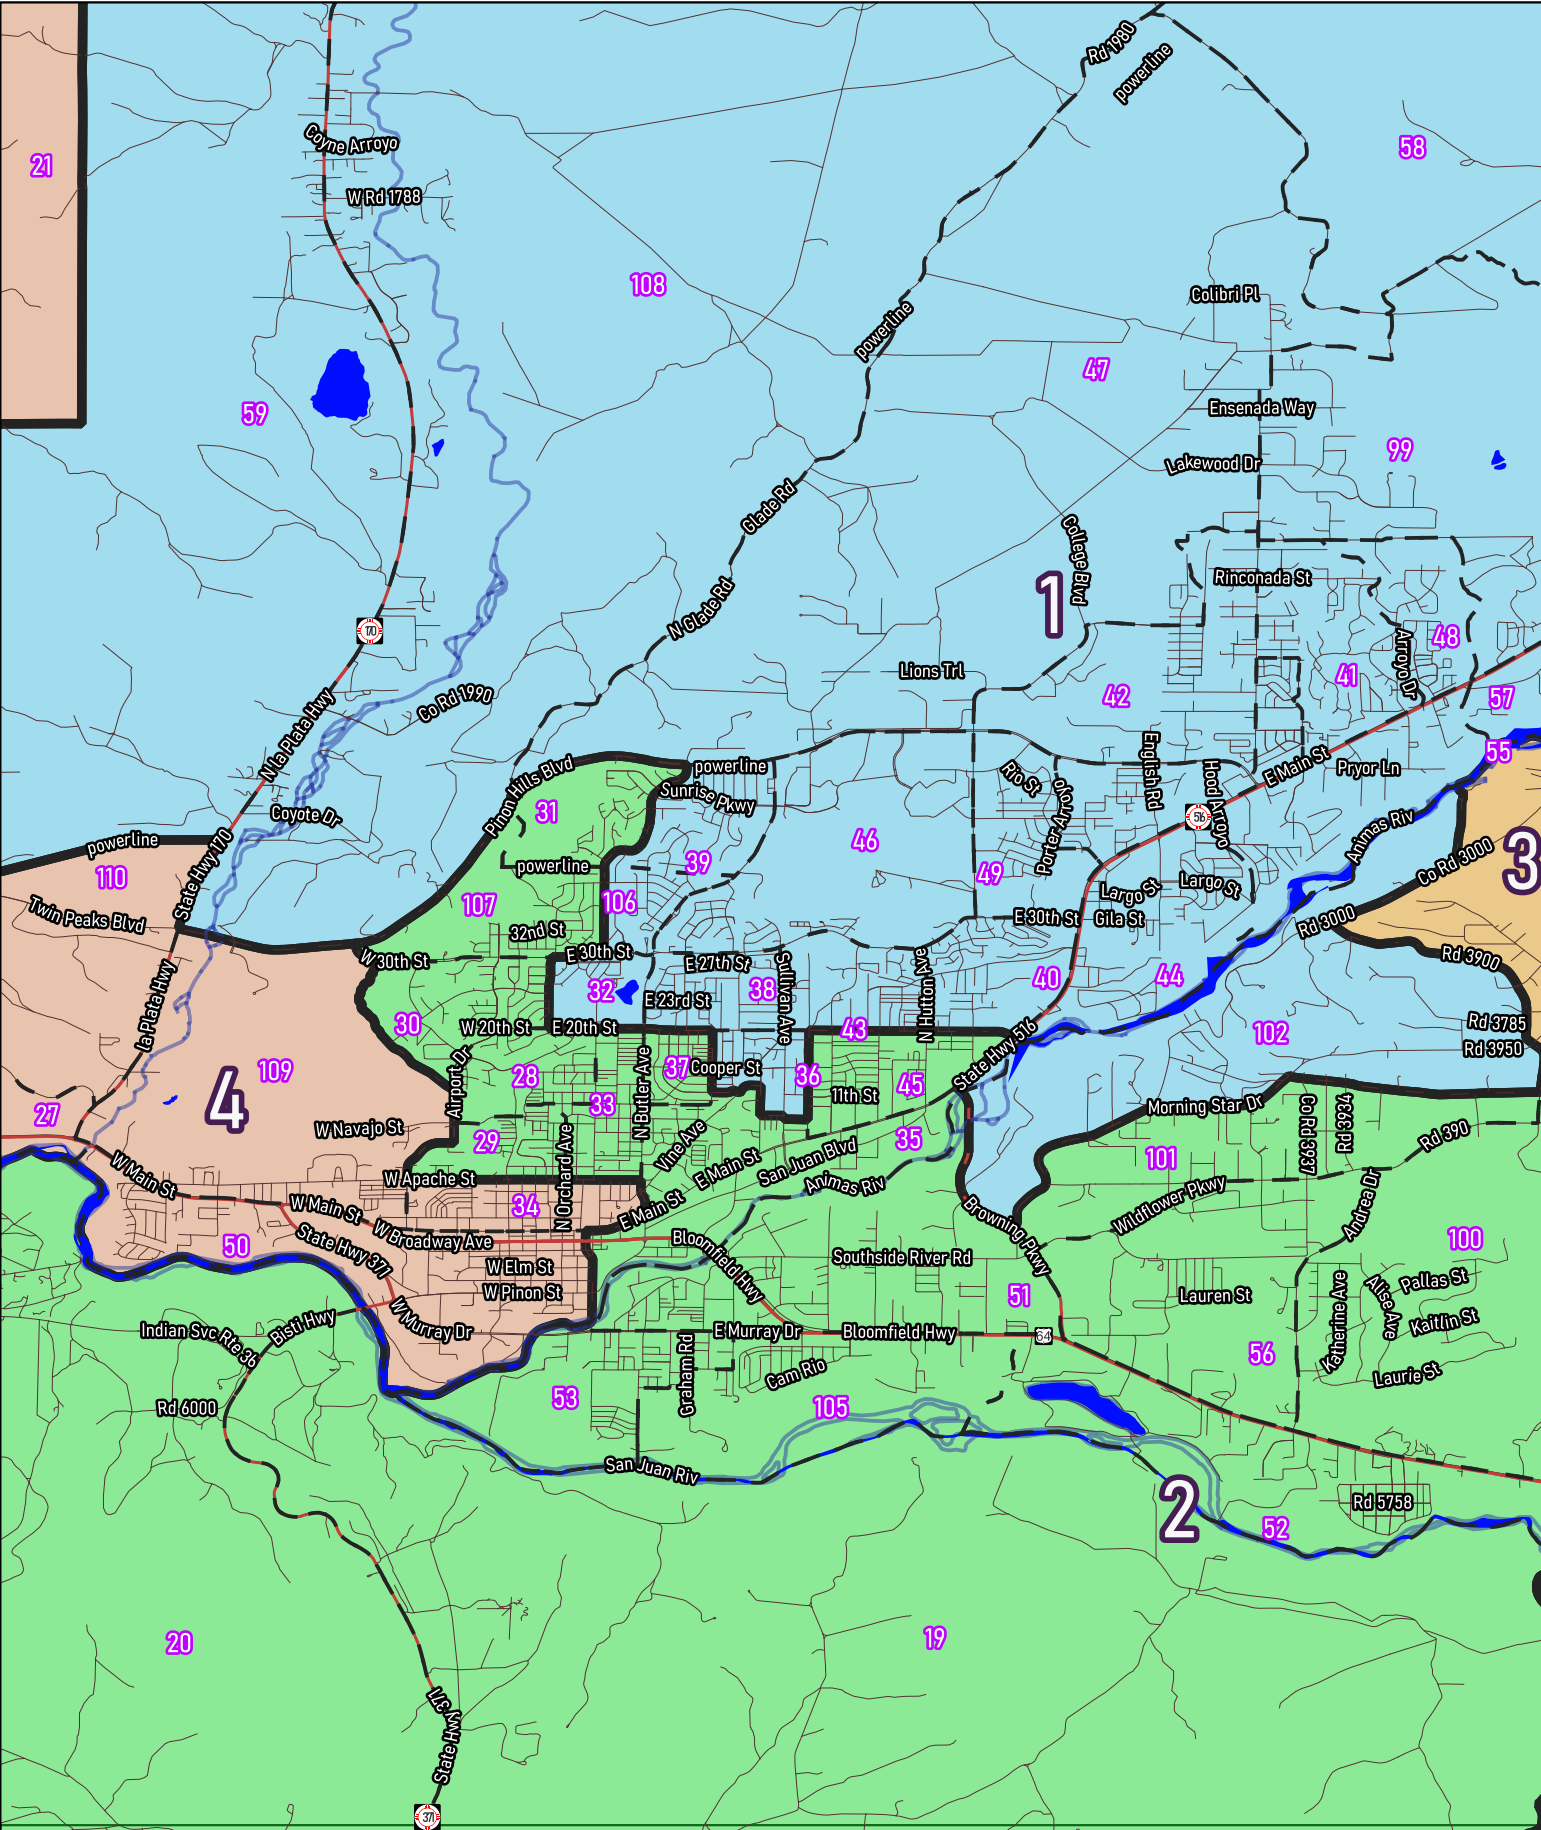 Rd 1980
powerline
58
21
Coyne Arroyo
W Rd 1788
108
Colibri Pl
powerline
47
59
Ensenada Way
99
Lakewood Dr
Glade Rd
College Blvd
Rinconada St
1
N Glade Rd
170
48
Arroyo Dr
Lions Trl
41
42
57
Co Rd 1990
N la Plata Hwy
English Rd
55
Pinon Hills Blvd
powerline
Rio St
Hood Arroyo
E Main St
Pryor Ln
Sunrise Pkwy
31
Coyote Dr
516
Porter Arroyo
Animas Riv
powerline
46
39
powerline
3
Co Rd 3000
110
State Hwy 170
49
Largo St
Largo St
107
106
Twin Peaks Blvd
E 30th St
Gila St
Rd 3000
32nd St
W 30th St
E 30th St
E 27th St
Rd 3900
la Plata Hwy
32
38
Sullivan Ave
N Hutton Ave
40
44
E 23rd St
30
W 20th St
E 20th St
43
102
Rd 3785
State Hwy 516
Rd 3950
109
28
37
Cooper St
36
45
4
Airport Dr
N Butler Ave
11th St
27
33
Morning Star Dt
Co Rd 3957
Rd 3934
W Navajo St
29
Vine Ave
35
Rd 390
N Orchard Ave
E Main St
San Juan Blvd
101
W Main St
W Apache St
Animas Riv
Wildflower Pkwy
Andrea Dr
34
W Main St
E Main St
Browning Pkwy
50
State Hwy 371
W Broadway Ave
Bloomfield Hwy
100
Southside River Rd
W Elm St
W Pinon St
51
Lauren St
Katherine Ave
Alise Ave
Pallas St
Indian Svc Rte 36
Bisti Hwy
W Murray Dr
E Murray Dr
Bloomfield Hwy
64
Kaitlin St
56
Graham Rd
Cam Rio
Laurie St
53
Rd 6000
105
San Juan Riv
2
Rd 5758
52
20
19
State Hwy 371
371